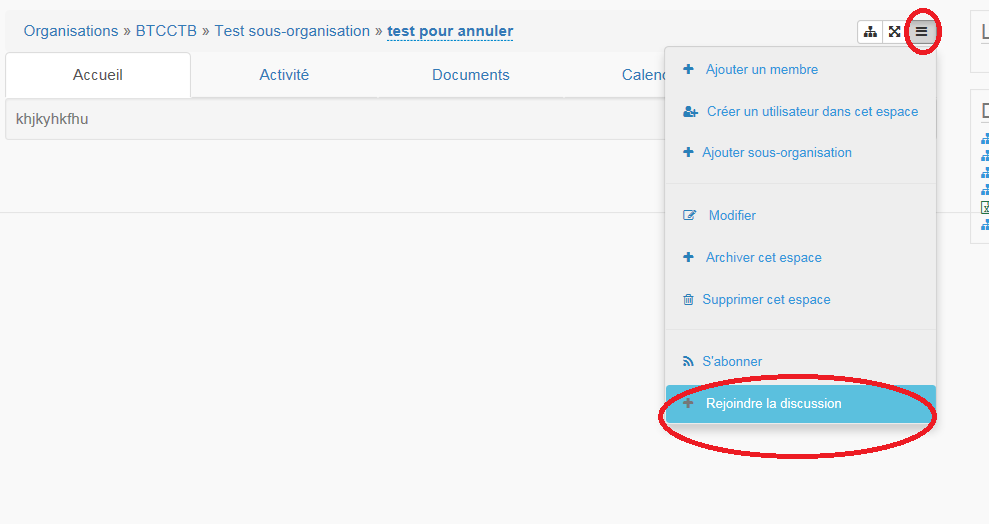 Organisations » BTCCTB » Test sous-organisation » test pour annuler
Accueil
Activité
Documents
Calen
khjkyhkfhu
Ajouter un membre
Créer un utilisateur dans cet espace
Ajouter sous-organisation
Modifier
Archiver cet espace
Supprimer cet espace
S'abonner
Rejoindre la discussion